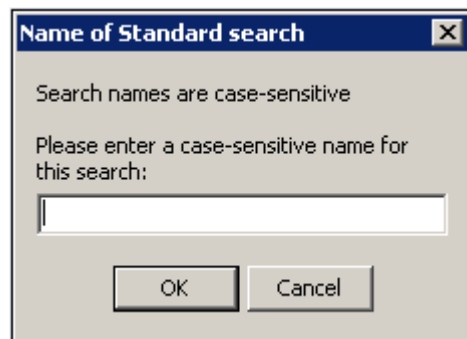 Name of Standard search
Search names are case-sensitive
Please enter a case-sensitive name for
this search:
OK
Cancel